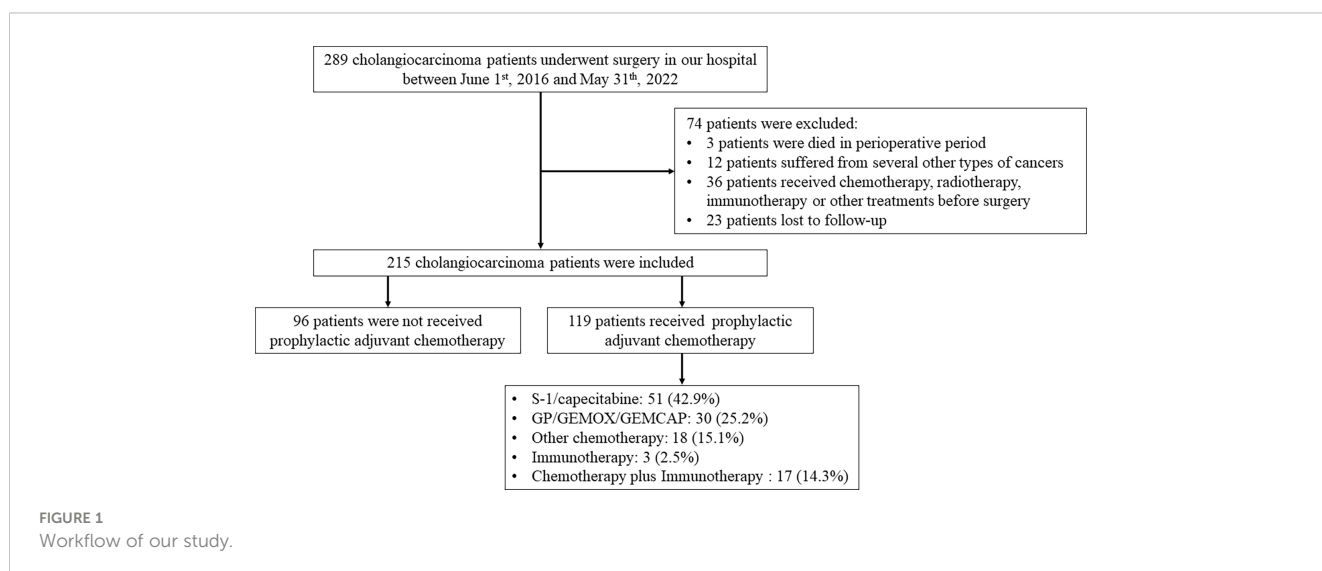 289 cholangiocarcinoma patients underwent surgery in our hospital
between June 1st, 2016 and May 31th, 2022
74 patients were excluded:
• 3 patients were died in perioperative period
• 12 patients suffered from several other types of cancers
• 36 patients received chemotherapy, radiotherapy,
immunotherapy or other treatments before surgery
• 23 patients lost to follow-up
215 cholangiocarcinoma patients were included
96 patients were not received
prophylactic adjuvant chemotherapy
119 patients received prophylactic
adjuvant chemotherapy
• S-1/capecitabine: 51 (42.9%)
• GP/GEMOX/GEMCAP: 30 (25.2%)
• Other chemotherapy: 18 (15.1%)
• Immunotherapy: 3 (2.5%)
• Chemotherapy plus Immunotherapy : 17 (14.3%)
FIGURE 1
Workflow of our study.